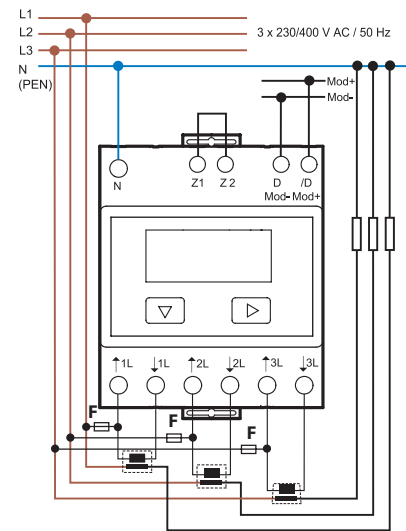 L1
L2
L3
N
(PEN)
3 x 230/400 V AC / 50 Hz
Mod+
Mod-
N
Z1
Z 2
D
/D
Mod- Mod+
↑1L
↓1L
↑2L
↓2L
↑3L
↓3L
F
F
F